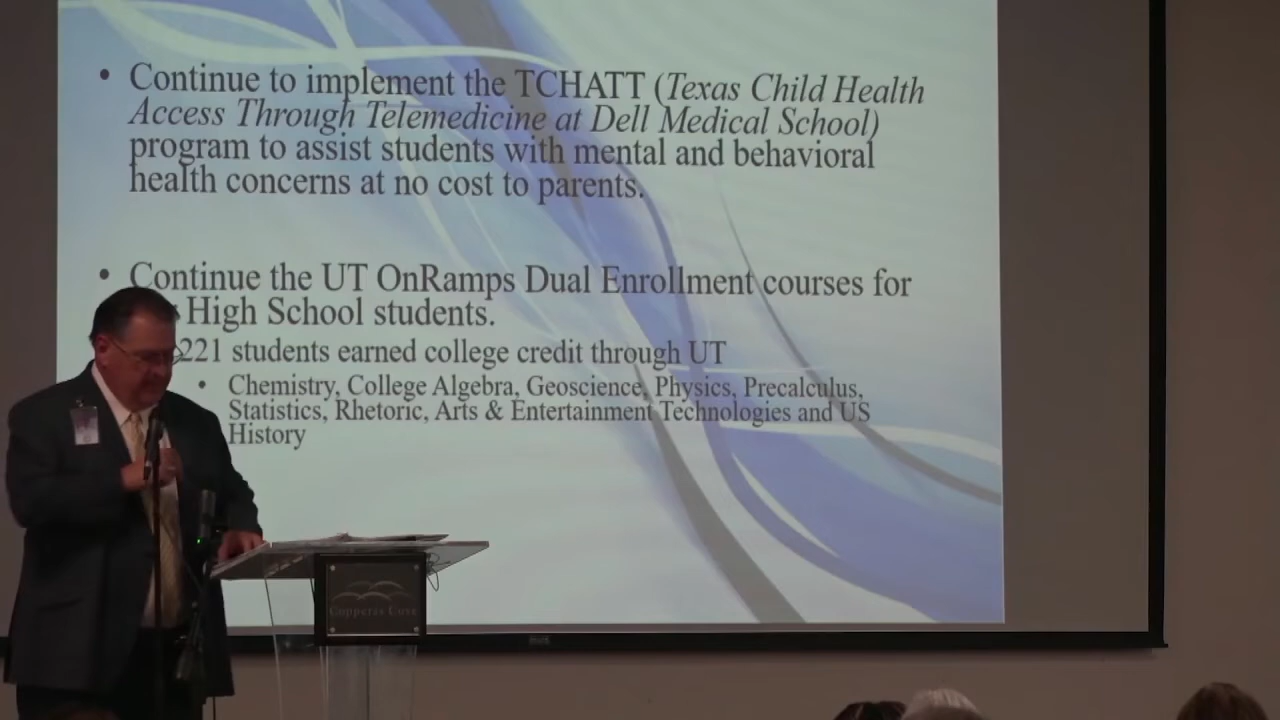 • Continue to implement the TCHATT (Texas Child Health
Access Through Telemedicine at Dell Medical School)
program to assist students with mental and behavioral
health concerns at no cost to parents.
• Continue the UT OnRamps Dual Enrollment courses for
High School students.
221 students earned college credit through UT
• Chemistry, College Algebra, Geoscience, Physics, Precalculus,
Statistics, Rhetoric, Arts & Entertainment Technologies and US
History
Copperas Cove